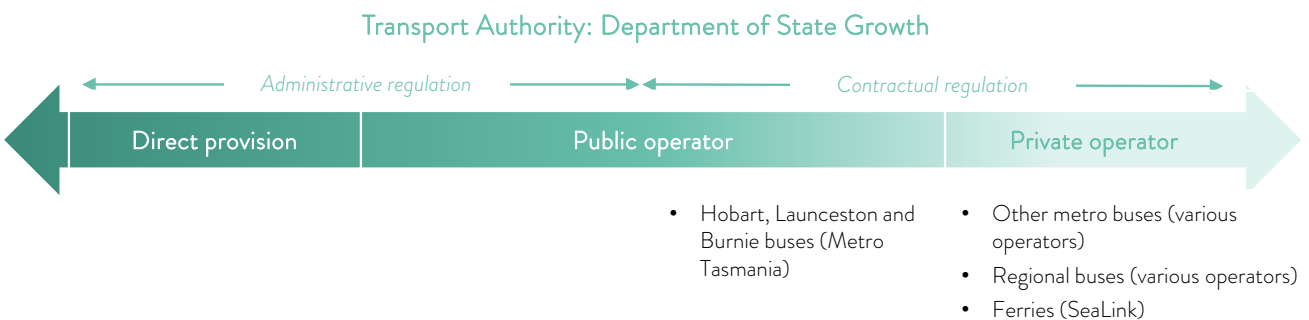 Transport Authority: Department of State Growth
Administrative regulation
Contractual regulation
Direct provision
Public operator
Private operator
• Hobart, Launceston and
Burnie buses (Metro
Tasmania)
• Other metro buses (various
operators)
• Regional buses (various operators)
• Ferries (SeaLink)